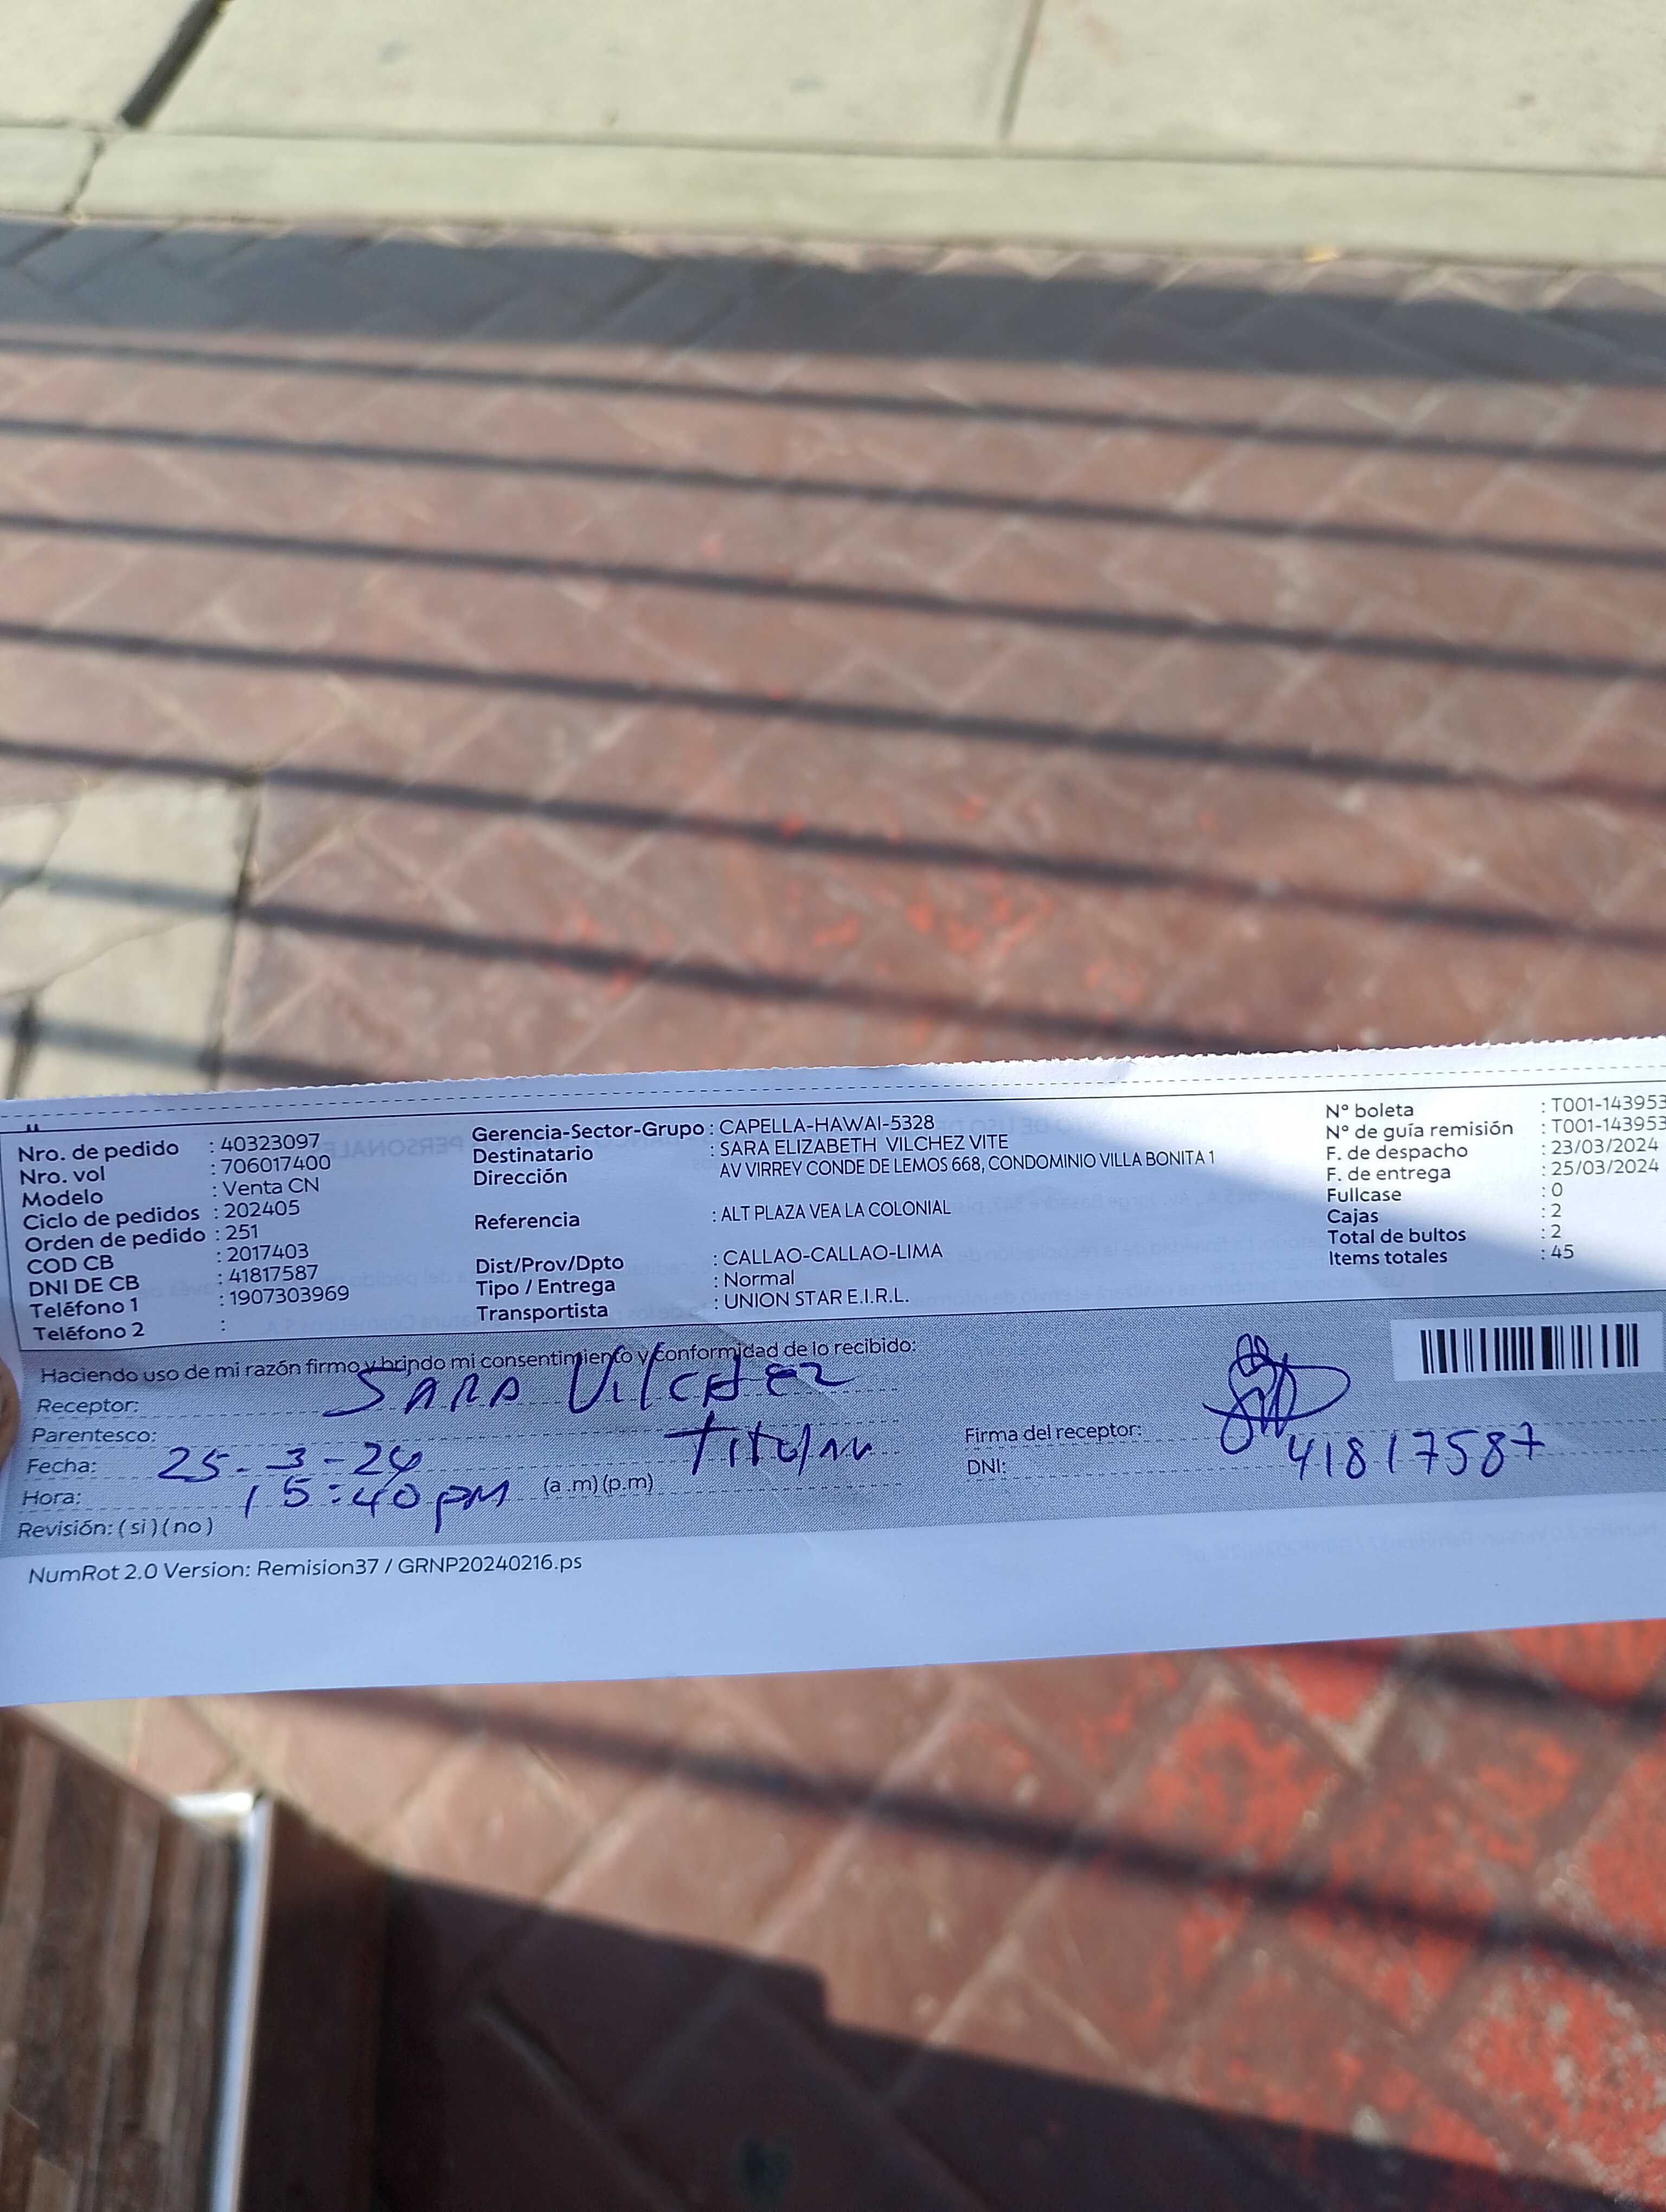 Nro. de pedido : 40323097
Nro. vol : 706017400
Modelo : Venta CN
Ciclo de pedidos : 202405
Orden de pedido : 251
COD CB : 2017403
DNI DE CB : 41817587
Teléfono 1 : 1907303969
Teléfono 2 :
Gerencia-Sector-Grupo : CAPELLA-HAWAI-5328
Destinatario : SARA ELIZABETH VILCHEZ VITE
Dirección AV VIRREY CONDE DE LEMOS 668, CONDOMINIO VILLA BONITA 1
Referencia : ALT PLAZA VEA LA COLONIAL
Dist/Prov/Dpto : CALLAO-CALLAO-LIMA
Tipo / Entrega : Normal
Transportista : UNION STAR E.I.R.L.
N° boleta : T001-143953
N° de guía remisión : T001-143953
F. de despacho : 23/03/2024
F. de entrega : 25/03/2024
Fullcase : 0
Cajas : 2
Total de bultos : 2
Items totales : 45
Haciendo uso de mi razón firmo y brindo mi consentimiento y conformidad de lo recibido:
Receptor: SARA VilCHEZ
Parentesco: Titular
Fecha: 25-3-24
Hora: 15:40 pM (a.m)(p.m)
Revisión: (si)(no)
Firma del receptor:
DNI: 41817587
NumRot 2.0 Version: Remision37 / GRNP20240216.ps